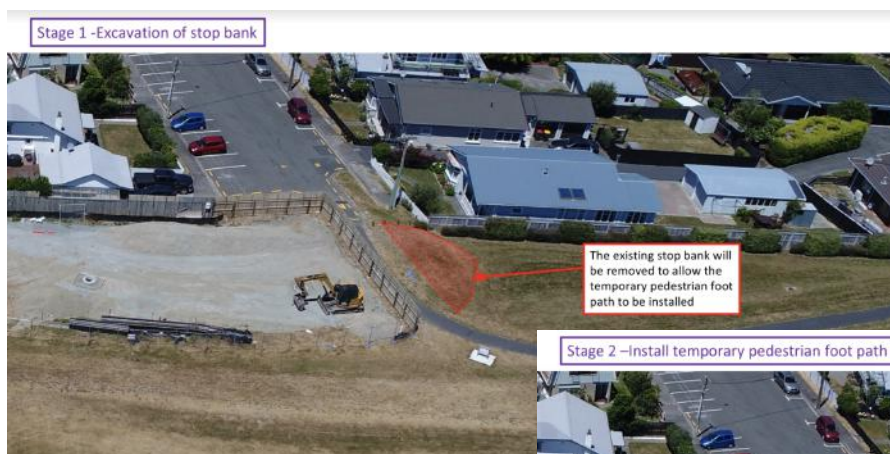 Stage 1 -Excavation of stop bank
The existing stop bank will
be removed to allow the
temporary pedestrian foot
path to be installed
Stage 2 –Install temporary pedestrian foot path